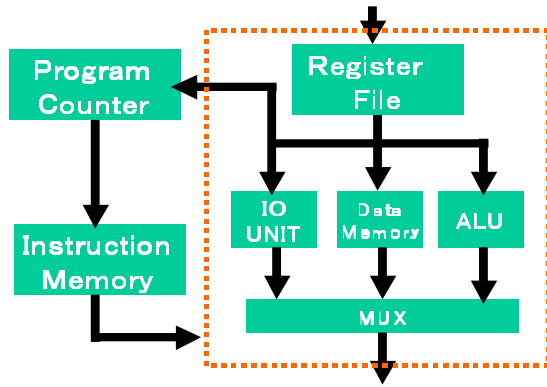 Program
Counter
Register
File
IO
UNIT
Data
Memory
ALU
Instruction
Memory
MUX